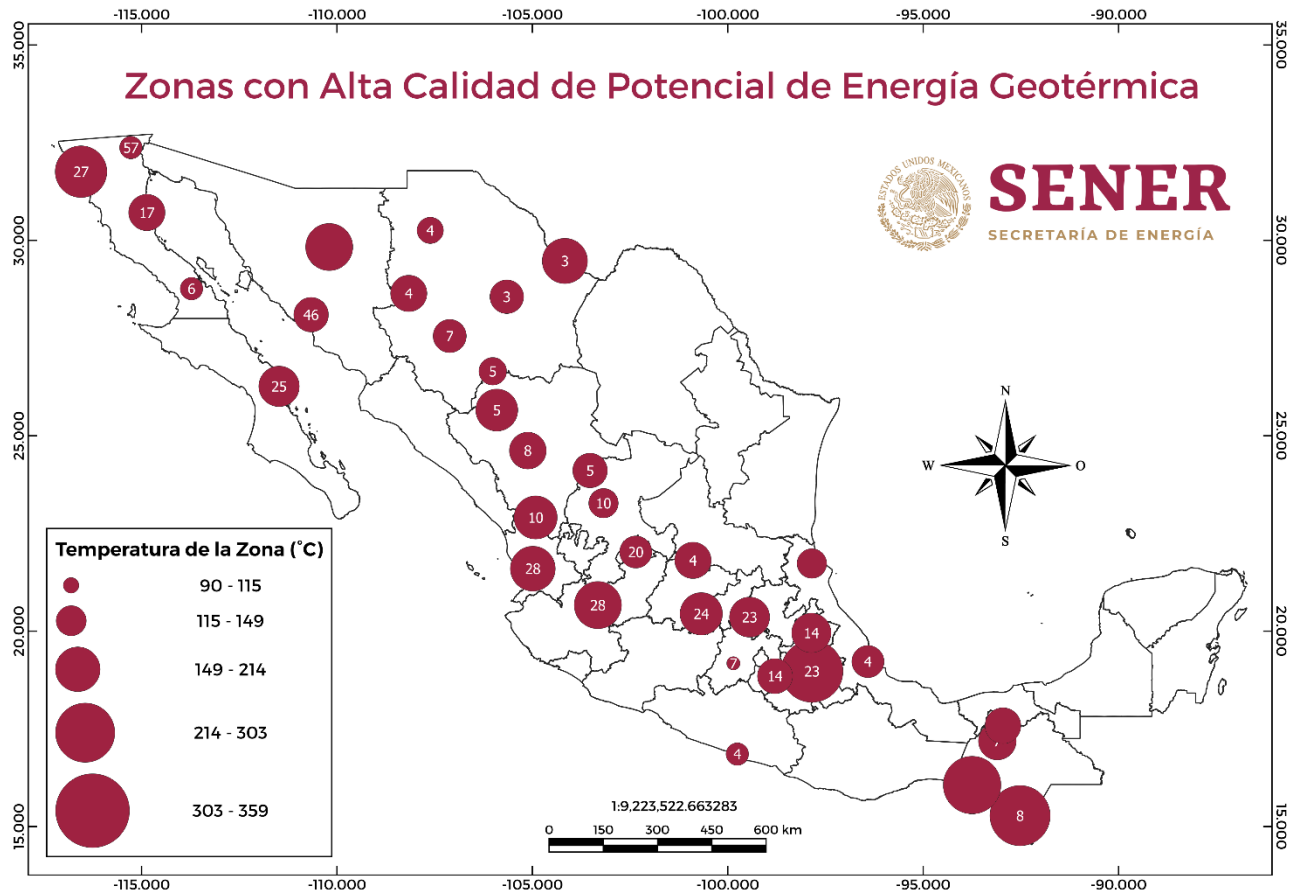 -115.000 -110.000 -105.000 -100.000 -95.000 -90.000
35.000 35.000
Zonas con Alta Calidad de Potencial de Energía Geotérmica
ESTADOS UNIDOS MEXICANOS
SENER
SECRETARÍA DE ENERGÍA
57
27
17
4
30.000 30.000
3
6
4
3
46
7
5
25
5
25.000 25.000
8
5
10
10
N
W O
S
20
4
28
28
24
23
20.000 20.000
14
7
14
23
4
4
7
8
15.000 15.000
Temperatura de la Zona (°C)
90 - 115
115 - 149
149 - 214
214 - 303
303 - 359
1:9,223,522.663283
0 150 300 450 600 km
-115.000 -110.000 -105.000 -100.000 -95.000 -90.000